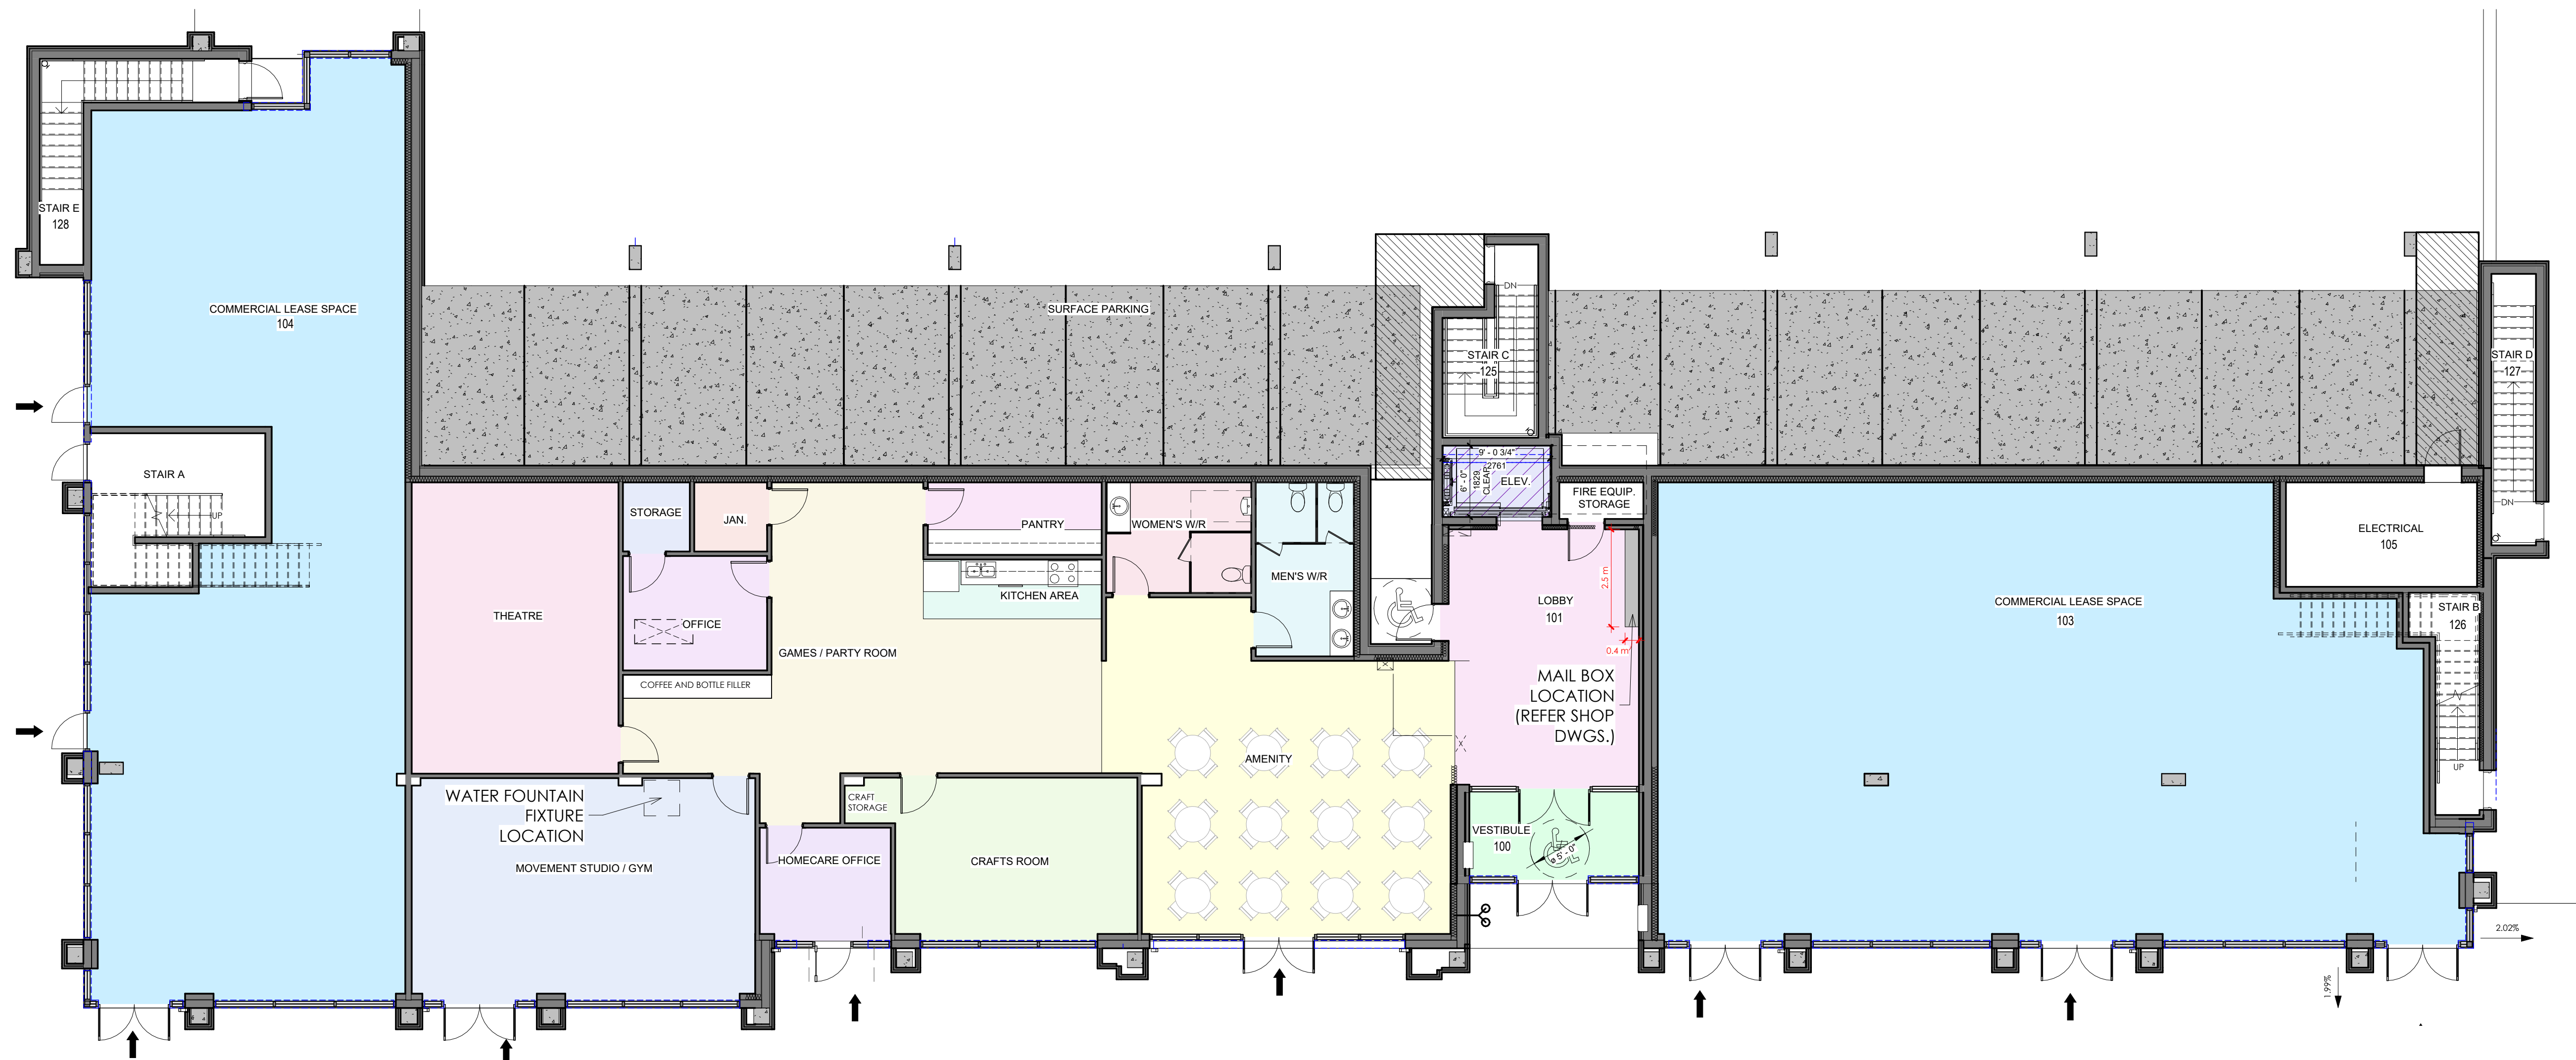 STAIR E
128
COMMERCIAL LEASE SPACE
104
SURFACE PARKING
DN
STAIR C
125
STAIR D
127
DN
9' - 0 3/4"
2761
6' - 0"
1829
CLEAR
ELEV.
FIRE EQUIP.
STORAGE
STAIR A
UP
STORAGE
JAN.
PANTRY
WOMEN'S W/R
MEN'S W/R
KITCHEN AREA
THEATRE
OFFICE
GAMES / PARTY ROOM
COFFEE AND BOTTLE FILLER
LOBBY
101
2.5 m
0.4 m
MAIL BOX
LOCATION
(REFER SHOP
DWGS.)
X
X
ELECTRICAL
105
COMMERCIAL LEASE SPACE
103
STAIR B
126
UP
AMENITY
WATER FOUNTAIN
FIXTURE
LOCATION
MOVEMENT STUDIO / GYM
CRAFT
STORAGE
HOMECARE OFFICE
CRAFTS ROOM
VESTIBULE
100
ø 5' - 0"
2.02%
1.99%